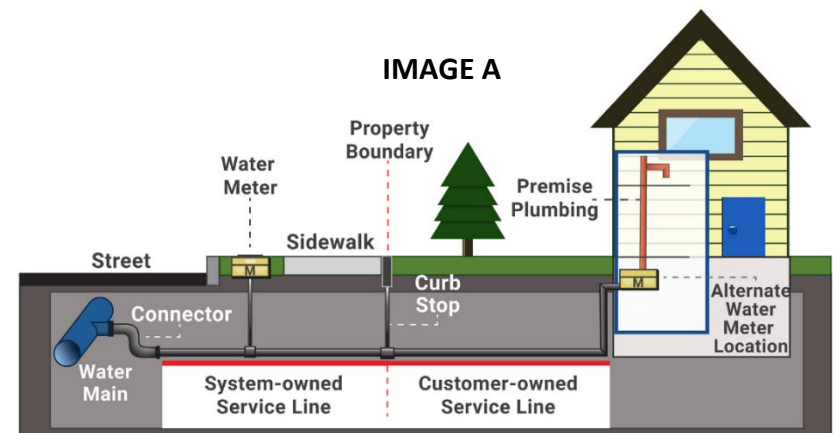 IMAGE A
Property
Boundary
Water
Meter
Premise
Plumbing
Sidewalk
Street
M
Curb
Stop
M
Connector
Alternate
Water
Meter
Location
Water
Main
System-owned
Service Line
Customer-owned
Service Line